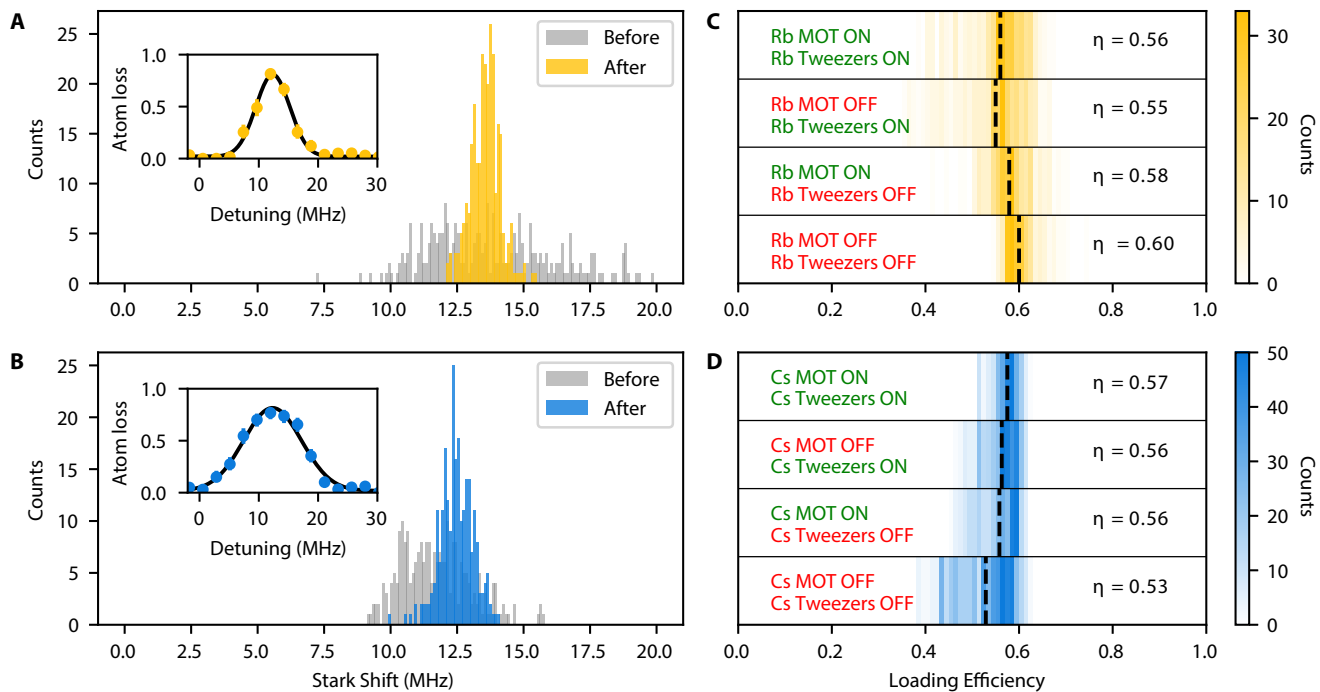 A
25
20
15
10
5
0
Counts
Before
After
1.0
0.5
0.0
Atom loss
0
10
20
30
Detuning (MHz)
0.0
2.5
5.0
7.5
10.0
12.5
15.0
17.5
20.0
C
Rb MOT ON
Rb Tweezers ON
η = 0.56
Rb MOT OFF
Rb Tweezers ON
η = 0.55
Rb MOT ON
Rb Tweezers OFF
η = 0.58
Rb MOT OFF
Rb Tweezers OFF
η = 0.60
0.0
0.2
0.4
0.6
0.8
1.0
30
20
10
0
Counts
B
25
20
15
10
5
0
Counts
Before
After
1.0
0.5
0.0
Atom loss
0
10
20
30
Detuning (MHz)
0.0
2.5
5.0
7.5
10.0
12.5
15.0
17.5
20.0
Stark Shift (MHz)
D
Cs MOT ON
Cs Tweezers ON
η = 0.57
Cs MOT OFF
Cs Tweezers ON
η = 0.56
Cs MOT ON
Cs Tweezers OFF
η = 0.56
Cs MOT OFF
Cs Tweezers OFF
η = 0.53
0.0
0.2
0.4
0.6
0.8
1.0
Loading Efficiency
50
40
30
20
10
0
Counts